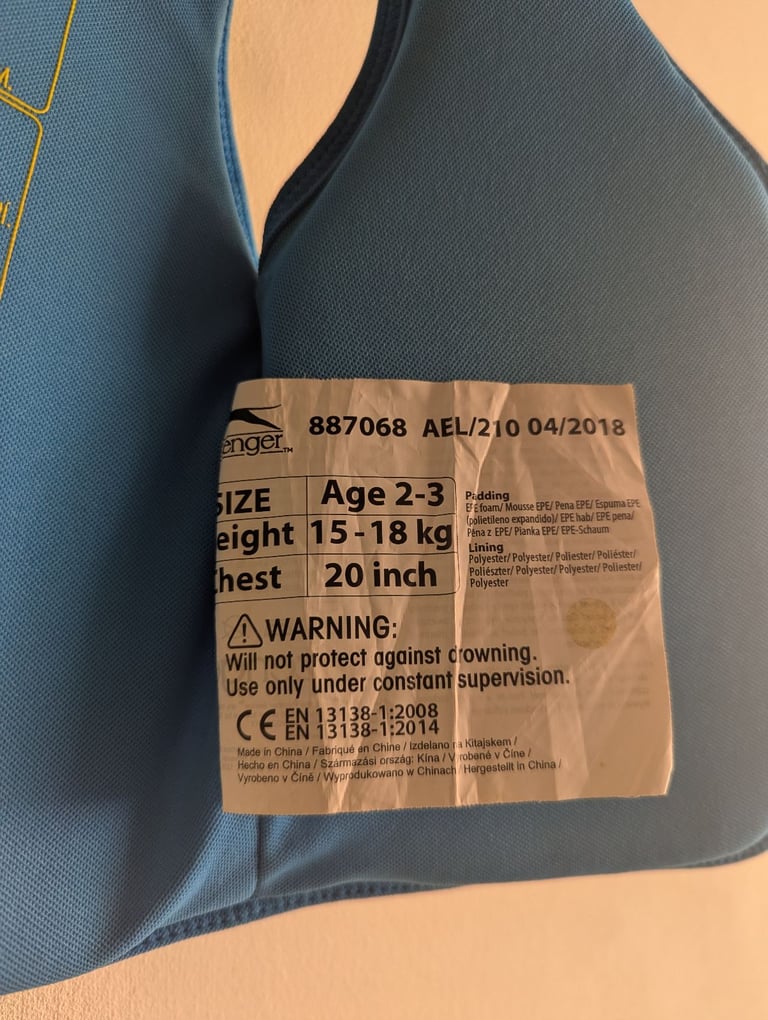 enger™
887068 AEL/210 04/2018
SIZE Age 2-3
eight 15-18 kg
Chest 20 inch
Padding
EPE foam/ Mousse EPE/ Pena EPE/ Espuma EPE
(polietileno expandido)/ EPE hab/ EPE pena/
Pěna z EPE/ Pianka EPE/ EPE-Schaum
Lining
Polyester/ Polyester/ Poliester/ Poliéster/
Poliészter/ Polyester/ Polyester/ Poliester/
Polyester
WARNING:
Will not protect against drowning.
Use only under constant supervision.
CE EN 13138-1:2008
EN 13138-1:2014
Made in China / Fabriqué en Chine / Izdelano na Kitajskem /
Hecho en China / Származási ország: Kína / Vyrobené v Číne /
Vyrobeno v Číně / Wyprodukowano w Chinach / Hergestellt in China /